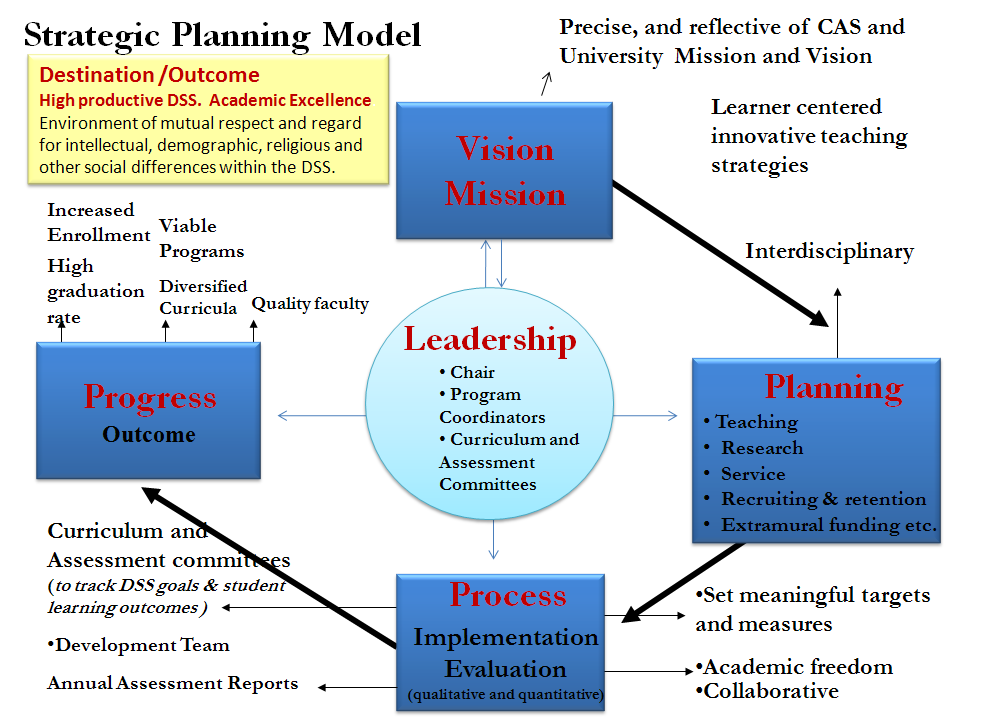 Strategic Planning Model
Destination /Outcome
High productive DSS.  Academic Excellence
Environment of mutual respect and regard
for intellectual, demographic, religious and
other social differences within the DSS.
Precise, and reflective of CAS and
University  Mission and Vision
Learner centered
innovative teaching
strategies
Vision
Mission
Interdisciplinary
Increased
Enrollment
High
graduation
rate
Viable
Programs
Diversified
Curricula
Quality faculty
Leadership
• Chair
• Program
Coordinators
• Curriculum and
Assessment
Committees
Progress
Outcome
Planning
• Teaching
• Research
• Service
• Recruiting & retention
• Extramural funding etc.
Curriculum and
Assessment committees
(to track DSS goals & student
learning outcomes )
•Development Team
Annual Assessment Reports
Process
Implementation
Evaluation
(qualitative and quantitative)
•Set meaningful targets
and measures
•Academic freedom
•Collaborative